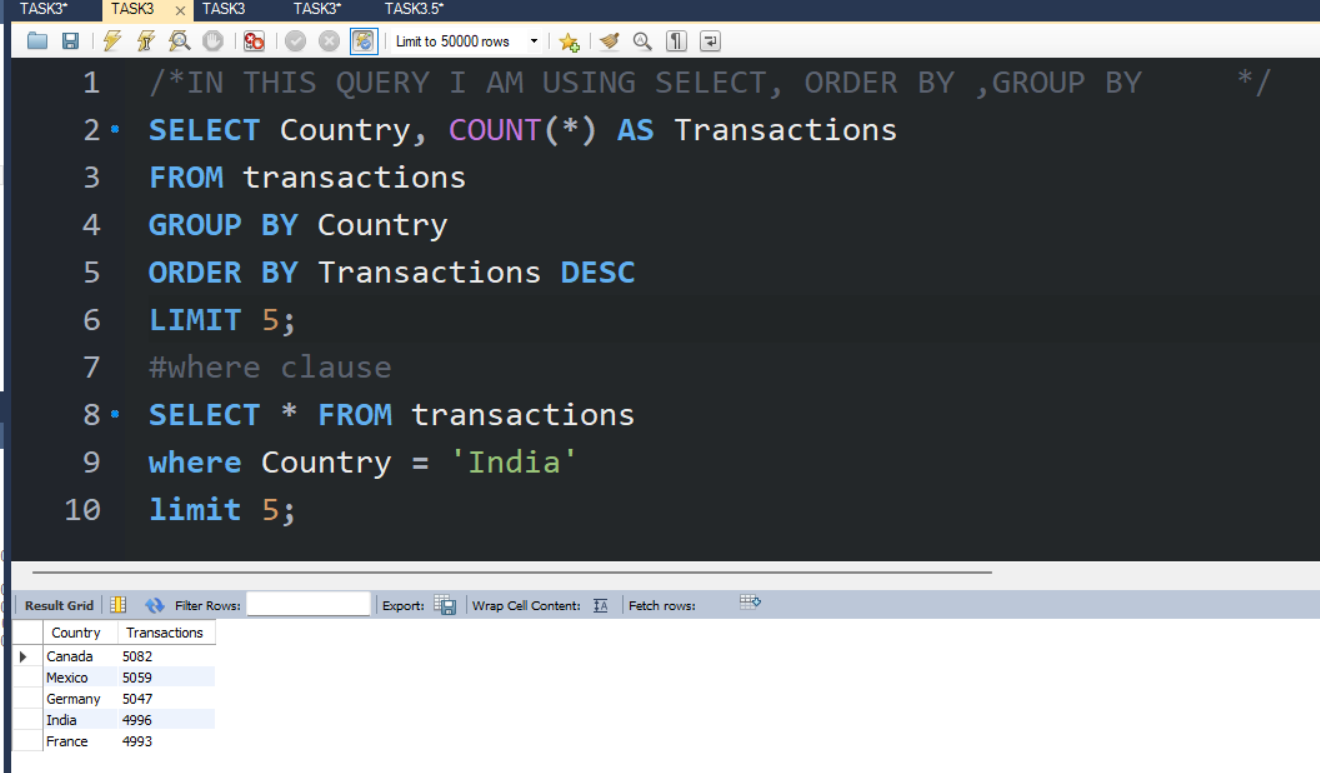 TASK3* TASK3 × TASK3 TASK3* TASK3.5*
Limit to 50000 rows
1 /*IN THIS QUERY I AM USING SELECT, ORDER BY ,GROUP BY */
2 SELECT Country, COUNT(*) AS Transactions
3 FROM transactions
4 GROUP BY Country
5 ORDER BY Transactions DESC
6 LIMIT 5;
7 #where clause
8 SELECT * FROM transactions
9 where Country = 'India'
10 limit 5;
Result Grid Filter Rows: Export: Wrap Cell Content: Fetch rows:
Country Transactions
Canada 5082
Mexico 5059
Germany 5047
India 4996
France 4993